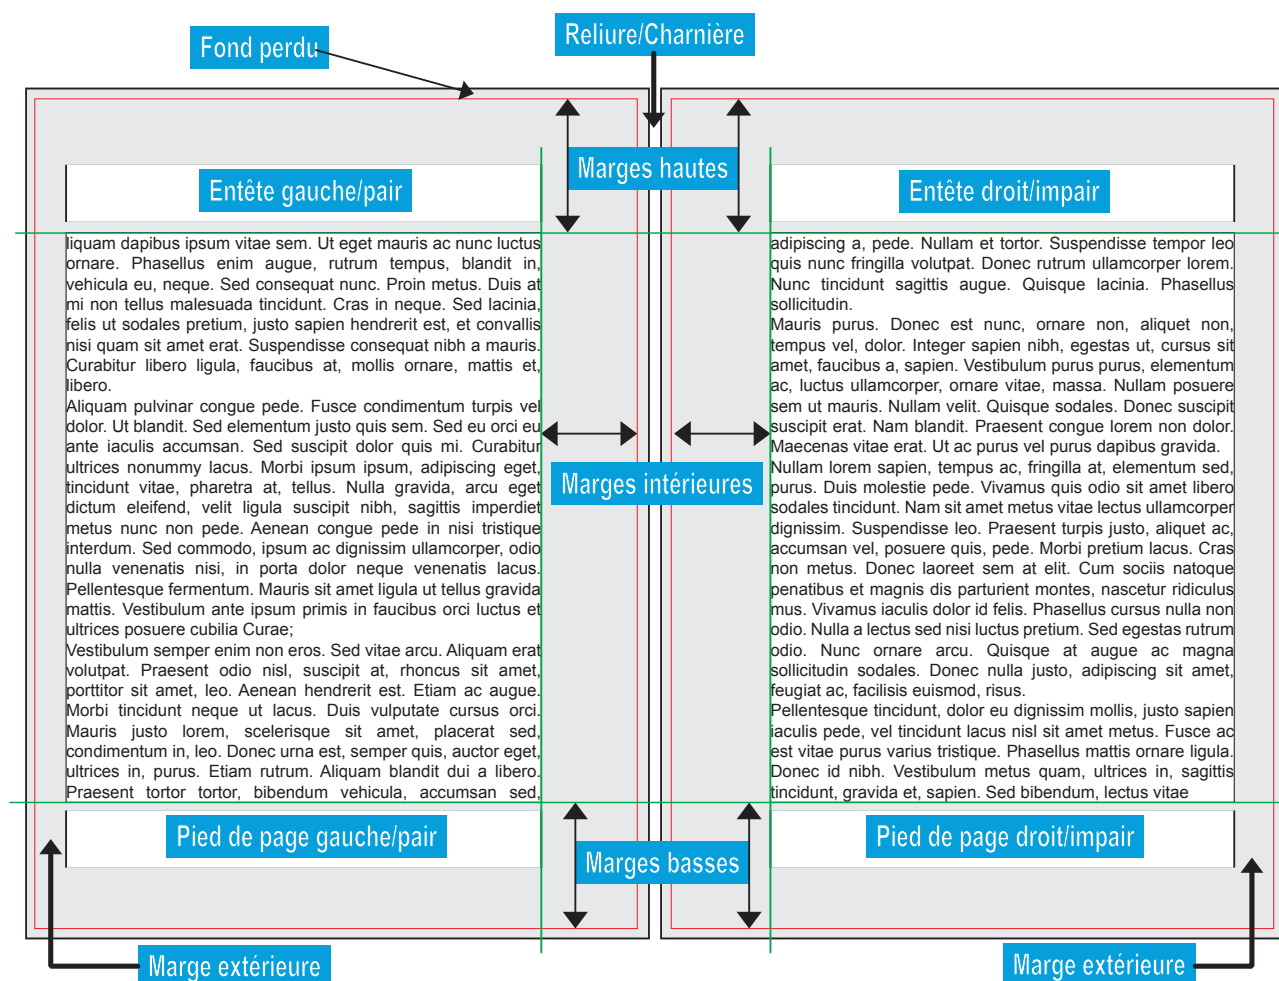 Reliure/Charnière
Fond perdu
Marges hautes
Entête gauche/pair
Entête droit/impair
liquam dapibus ipsum vitae sem. Ut eget mauris ac nunc luctus
ornare. Phasellus enim augue, rutrum tempus, blandit in,
vehicula eu, neque. Sed consequat nunc. Proin metus. Duis at
mi non tellus malesuada tincidunt. Cras in neque. Sed lacinia,
felis ut sodales pretium, justo sapien hendrerit est, et convallis
nisi quam sit amet erat. Suspendisse consequat nibh a mauris.
Curabitur libero ligula, faucibus at, mollis ornare, mattis et,
libero.
Aliquam pulvinar congue pede. Fusce condimentum turpis vel
dolor. Ut blandit. Sed elementum justo quis sem. Sed eu orci eu
ante iaculis accumsan. Sed suscipit dolor quis mi. Curabitur
ultrices nonummy lacus. Morbi ipsum ipsum, adipiscing eget,
tincidunt vitae, pharetra at, tellus. Nulla gravida, arcu eget
dictum eleifend, velit ligula suscipit nibh, sagittis imperdiet
metus nunc non pede. Aenean congue pede in nisi tristique
interdum. Sed commodo, ipsum ac dignissim ullamcorper, odio
nulla venenatis nisi, in porta dolor neque venenatis lacus.
Pellentesque fermentum. Mauris sit amet ligula ut tellus gravida
mattis. Vestibulum ante ipsum primis in faucibus orci luctus et
ultrices posuere cubilia Curae;
Vestibulum semper enim non eros. Sed vitae arcu. Aliquam erat
volutpat. Praesent odio nisl, suscipit at, rhoncus sit amet,
porttitor sit amet, leo. Aenean hendrerit est. Etiam ac augue.
Morbi tincidunt neque ut lacus. Duis vulputate cursus orci.
Mauris justo lorem, scelerisque sit amet, placerat sed,
condimentum in, leo. Donec urna est, semper quis, auctor eget,
ultrices in, purus. Etiam rutrum. Aliquam blandit dui a libero.
Praesent tortor tortor, bibendum vehicula, accumsan sed,
Marges intérieures
adipiscing a, pede. Nullam et tortor. Suspendisse tempor leo
quis nunc fringilla volutpat. Donec rutrum ullamcorper lorem.
Nunc tincidunt sagittis augue. Quisque lacinia. Phasellus
sollicitudin.
Mauris purus. Donec est nunc, ornare non, aliquet non,
tempus vel, dolor. Integer sapien nibh, egestas ut, cursus sit
amet, faucibus a, sapien. Vestibulum purus purus, elementum
ac, luctus ullamcorper, ornare vitae, massa. Nullam posuere
sem ut mauris. Nullam velit. Quisque sodales. Donec suscipit
suscipit erat. Nam blandit. Praesent congue lorem non dolor.
Maecenas vitae erat. Ut ac purus vel purus dapibus gravida.
Nullam lorem sapien, tempus ac, fringilla at, elementum sed,
purus. Duis molestie pede. Vivamus quis odio sit amet libero
sodales tincidunt. Nam sit amet metus vitae lectus ullamcorper
dignissim. Suspendisse leo. Praesent turpis justo, aliquet ac,
accumsan vel, posuere quis, pede. Morbi pretium lacus. Cras
non metus. Donec laoreet sem at elit. Cum sociis natoque
penatibus et magnis dis parturient montes, nascetur ridiculus
mus. Vivamus iaculis dolor id felis. Phasellus cursus nulla non
odio. Nulla a lectus sed nisi luctus pretium. Sed egestas rutrum
odio. Nunc ornare arcu. Quisque at augue ac magna
sollicitudin sodales. Donec nulla justo, adipiscing sit amet,
feugiat ac, facilisis euismod, risus.
Pellentesque tincidunt, dolor eu dignissim mollis, justo sapien
iaculis pede, vel tincidunt lacus nisl sit amet metus. Fusce ac
est vitae purus varius tristique. Phasellus mattis ornare ligula.
Donec id nibh. Vestibulum metus quam, ultrices in, sagittis
tincidunt, gravida et, sapien. Sed bibendum, lectus vitae
Pied de page gauche/pair
Marges basses
Pied de page droit/impair
Marge extérieure
Marge extérieure